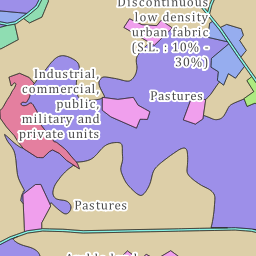 Discontinuous
low density
urban fabric
(S.L. : 10% -
30%)
Industrial,
commercial,
public,
military and
private units
Pastures
Pastures